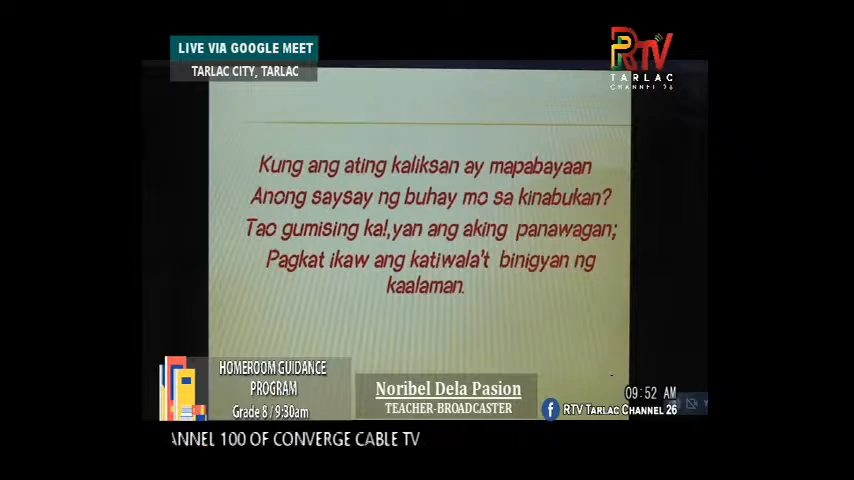 LIVE VIA GOOGLE MEET
TARLAC CITY, TARLAC
RTV
TARLAC
CHANNEL 26
Kung ang ating kaliksan ay mapabayaan
Anong saysay ng buhay mo sa kinabukan?
Tao gumising ka!,yan ang aking panawagan;
Pagkat ikaw ang katiwala't binigyan ng
kaalaman.
HOMEROOM GUIDANCE
PROGRAM
Grade 8 / 9:30am
Noribel Dela Pasion
TEACHER-BROADCASTER
09:52 AM
RTV TARLAC CHANNEL 26
ANNEL 100 OF CONVERGE CABLE TV